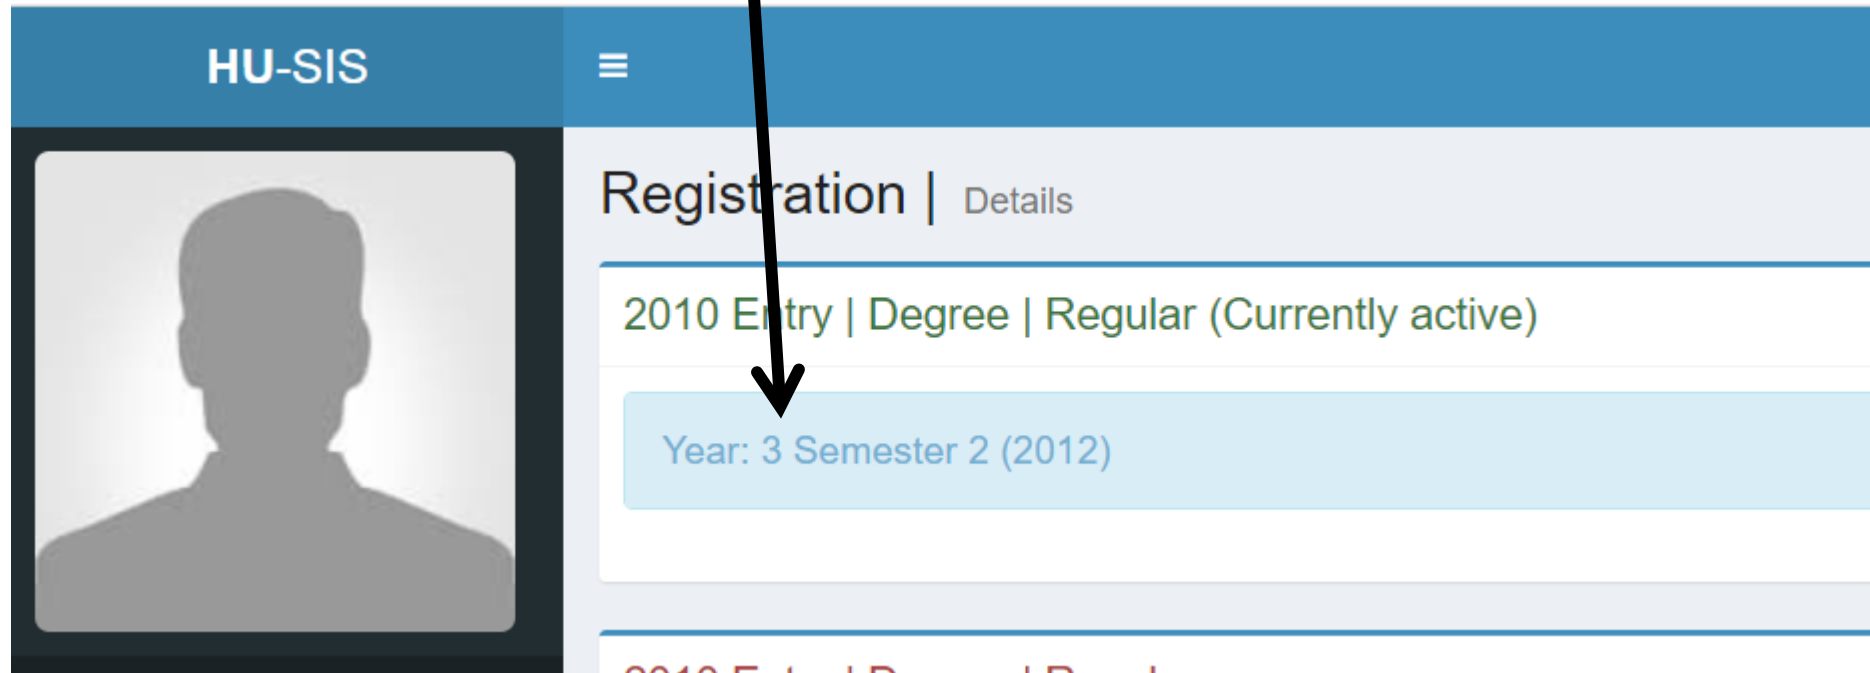 HU-SIS
Registration | Details
2010 Entry | Degree | Regular (Currently active)
Year: 3 Semester 2 (2012)